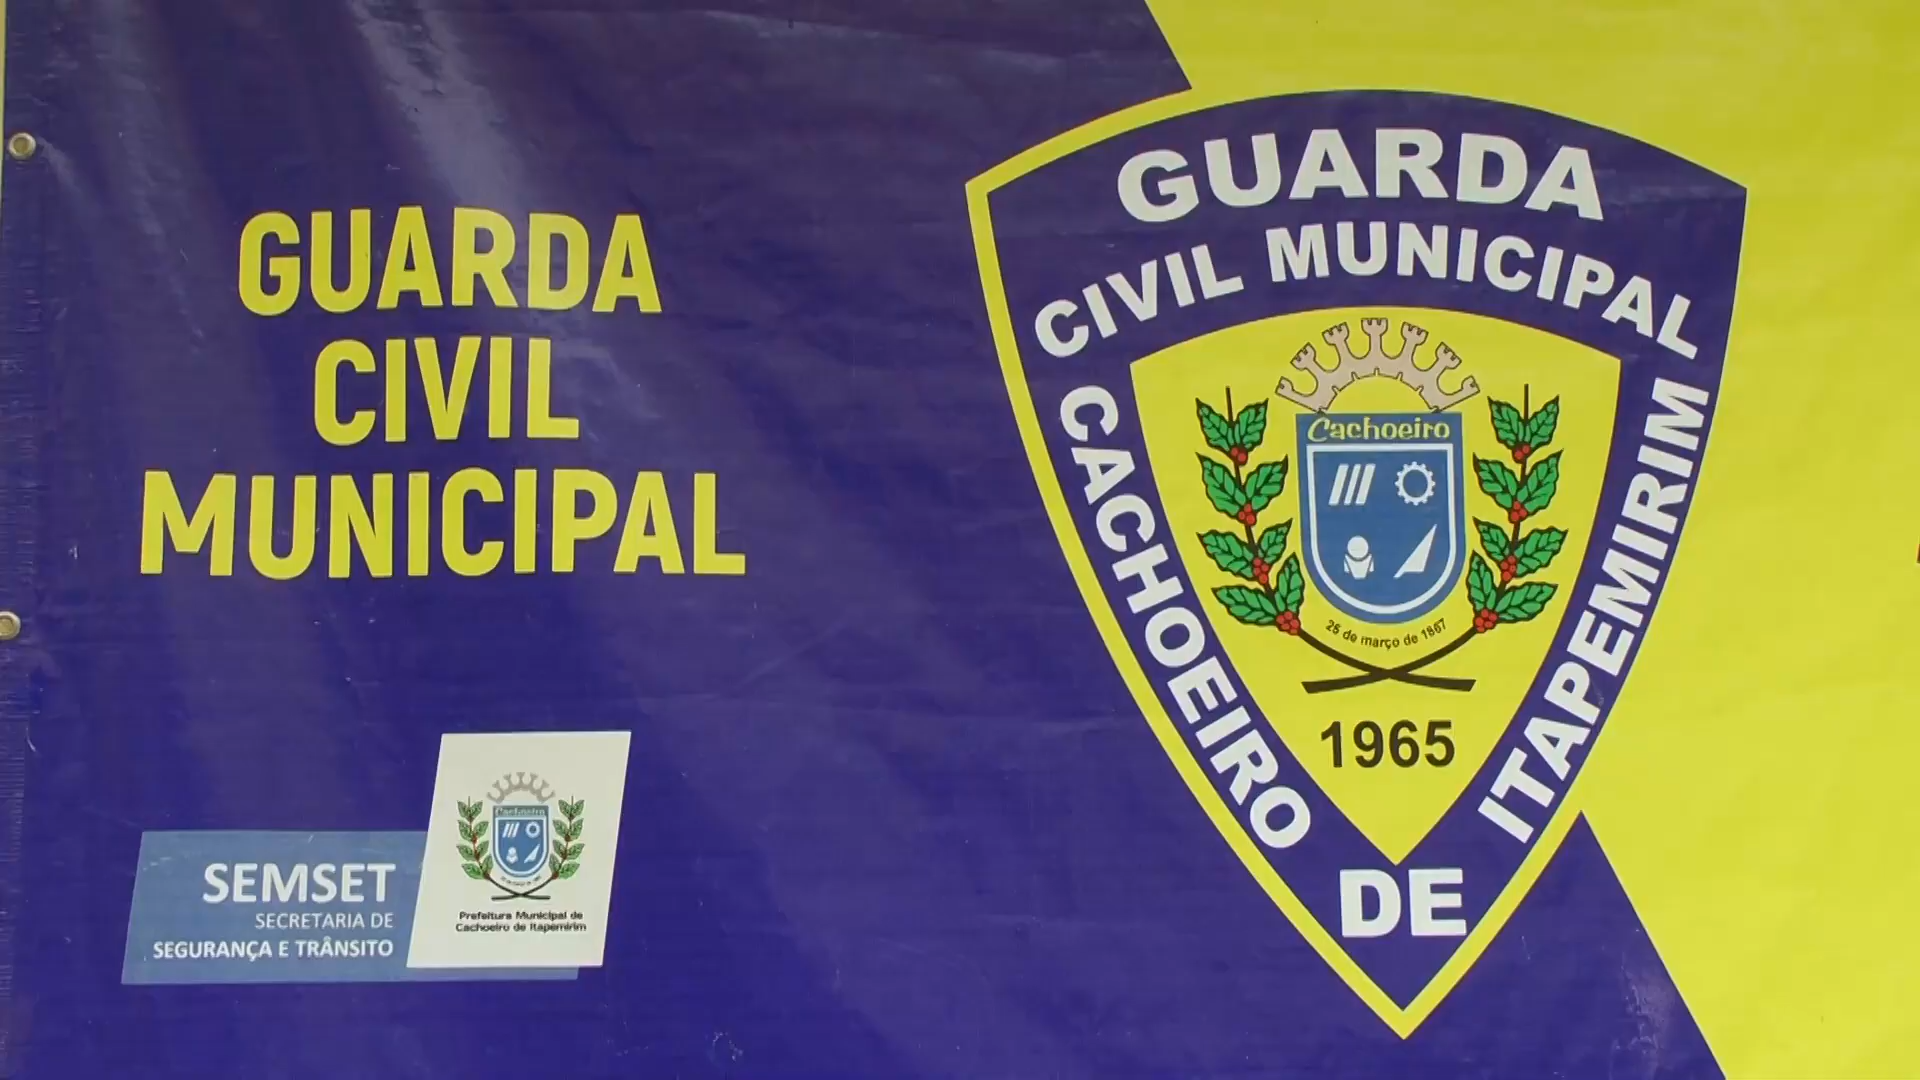 GUARDA
CIVIL
MUNICIPAL
SEMSET
SECRETARIA DE
SEGURANÇA E TRÂNSITO
Cachoeiro
Prefeitura Municipal de
Cachoeiro de Itapemirim
GUARDA
CIVIL MUNICIPAL
CACHOEIRO
DE
ITAPEMIRIM
Cachoeiro
25 de março de 1867
1965